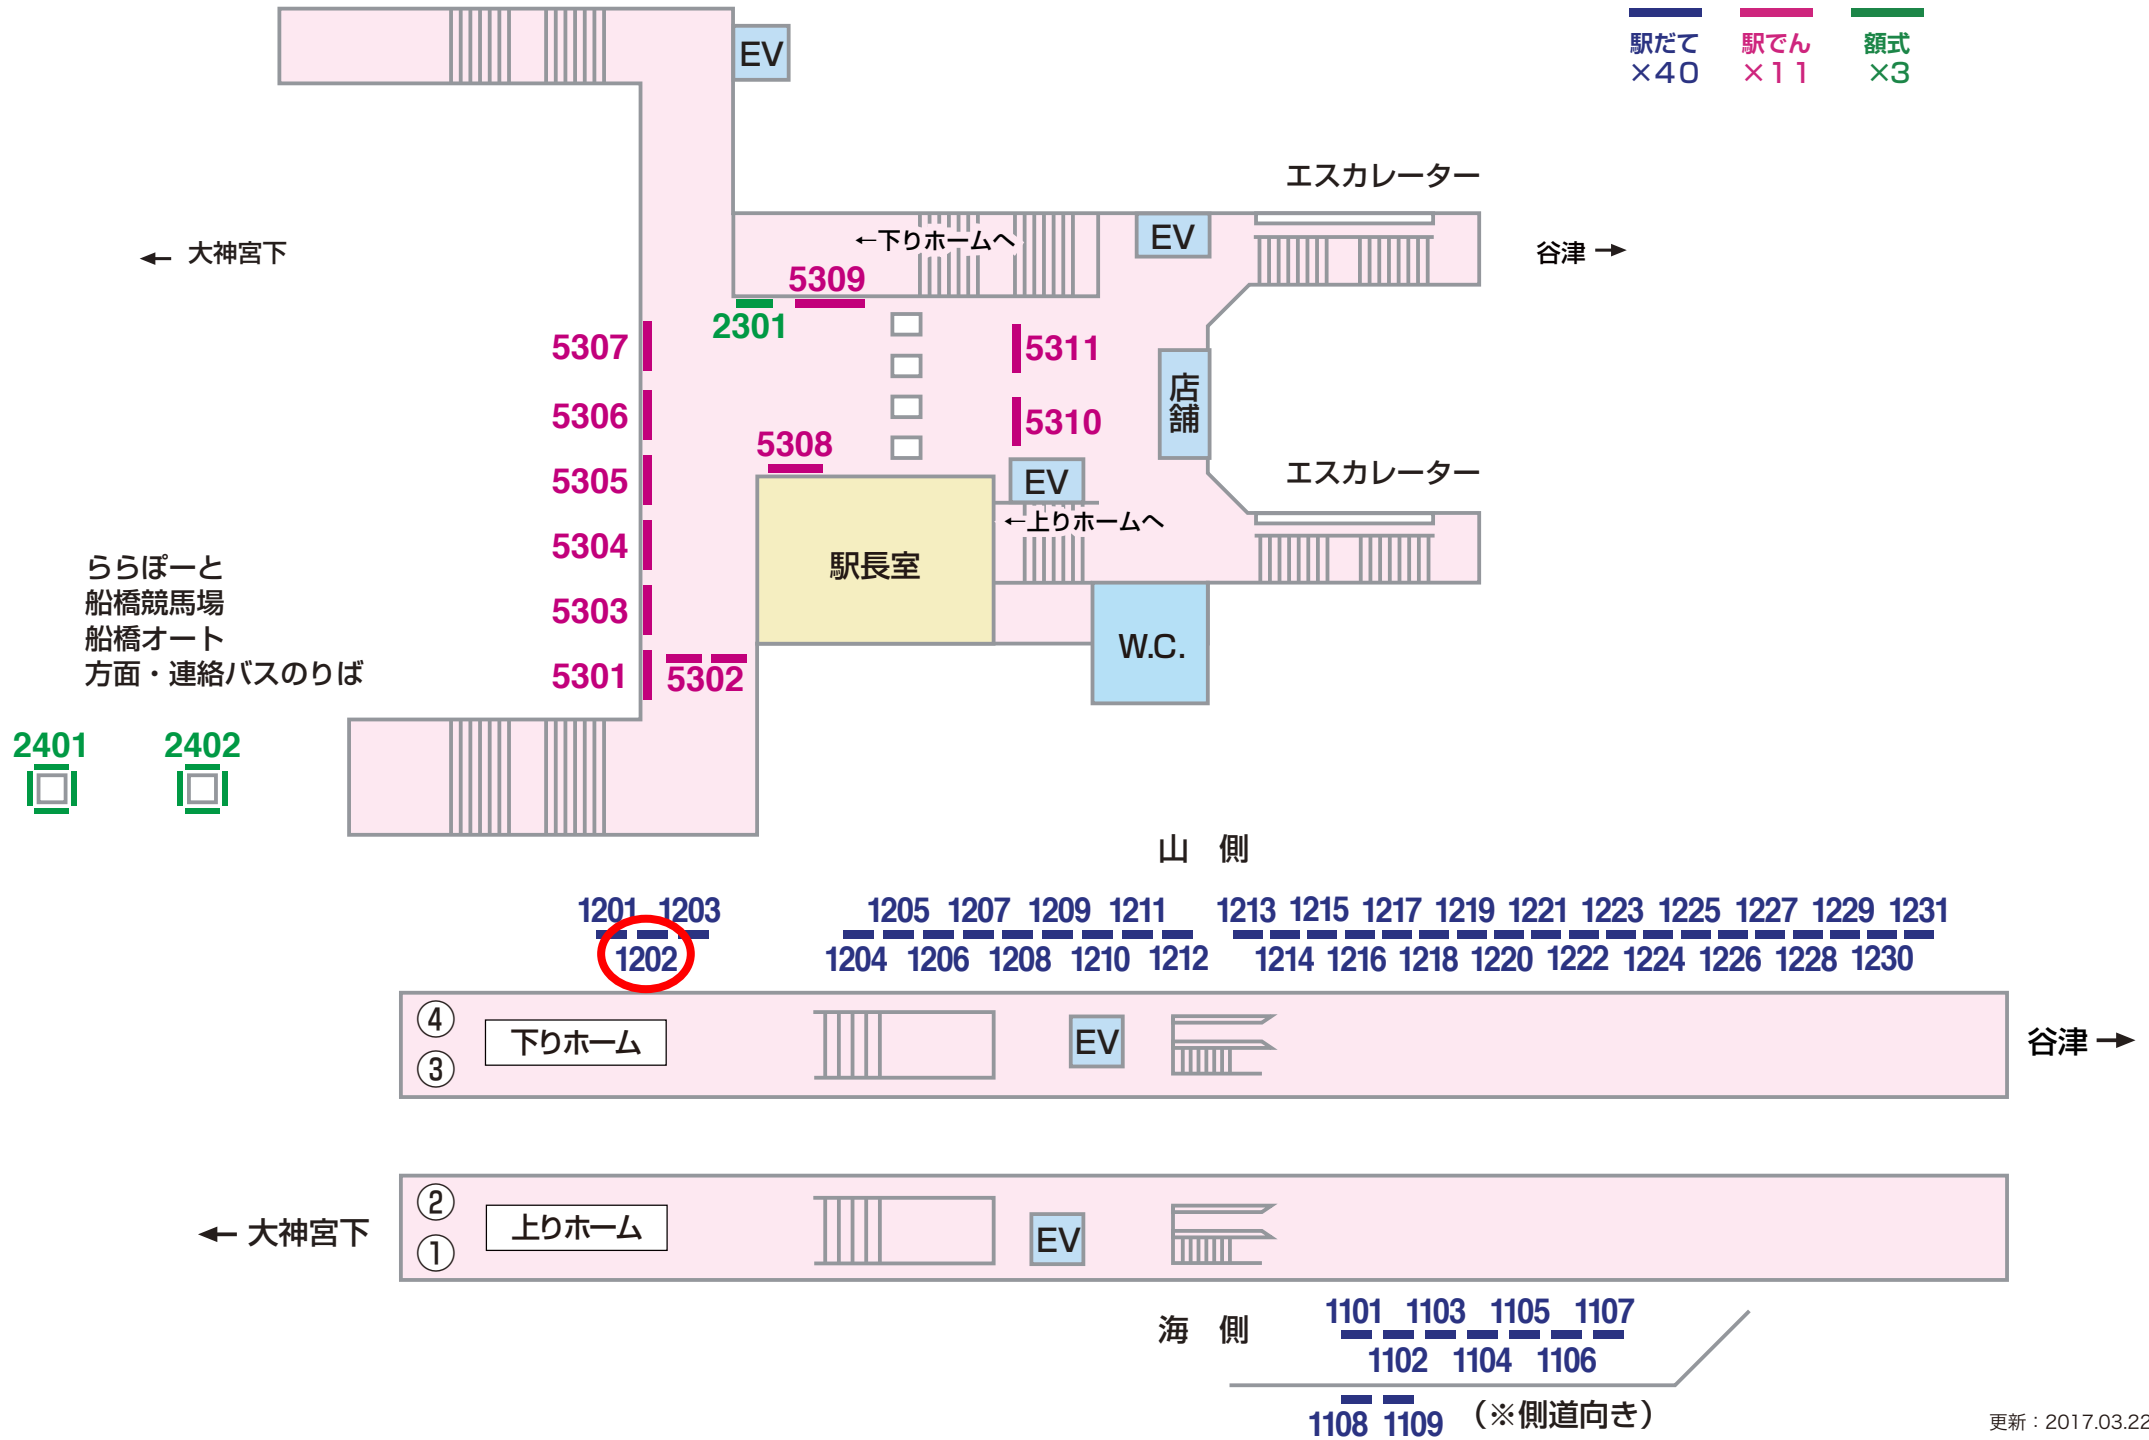 駅だて 駅でん 額式
×40 ×11 ×3
EV
エスカレーター
←下りホームへ
EV
← 大神宮下
谷津 →
5309
2301
5307
5311
5306
5310
店舗
5308
5305
EV
エスカレーター
←上りホームへ
5304
駅長室
ららぽーと
船橋競馬場
船橋オート
方面・連絡バスのりば
5303
W.C.
5301
5302
2401
2402
山 側
1201 1203 1205 1207 1209 1211 1213 1215 1217 1219 1221 1223 1225 1227 1229 1231
1202 1204 1206 1208 1210 1212 1214 1216 1218 1220 1222 1224 1226 1228 1230
④
下りホーム
EV
③
谷津 →
②
上りホーム
EV
①
← 大神宮下
海 側
1101 1103 1105 1107
1102 1104 1106
1108 1109 (※側道向き)
更新：2017.03.22